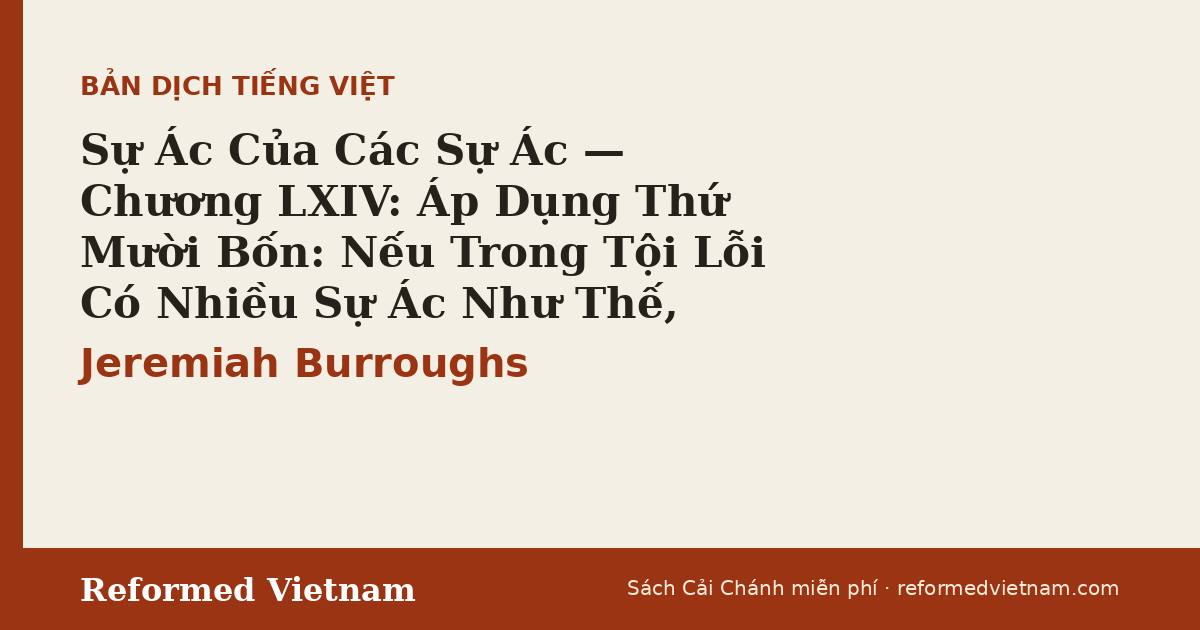 BẢN DỊCH TIẾNG VIỆT
Sự Ác Của Các Sự Ác —
Chương LXIV: Áp Dụng Thứ
Mười Bốn: Nếu Trong Tội Lỗi
Có Nhiều Sự Ác Như Thế,
Jeremiah Burroughs
Reformed Vietnam
Sách Cải Chánh miễn phí · reformedvietnam.com